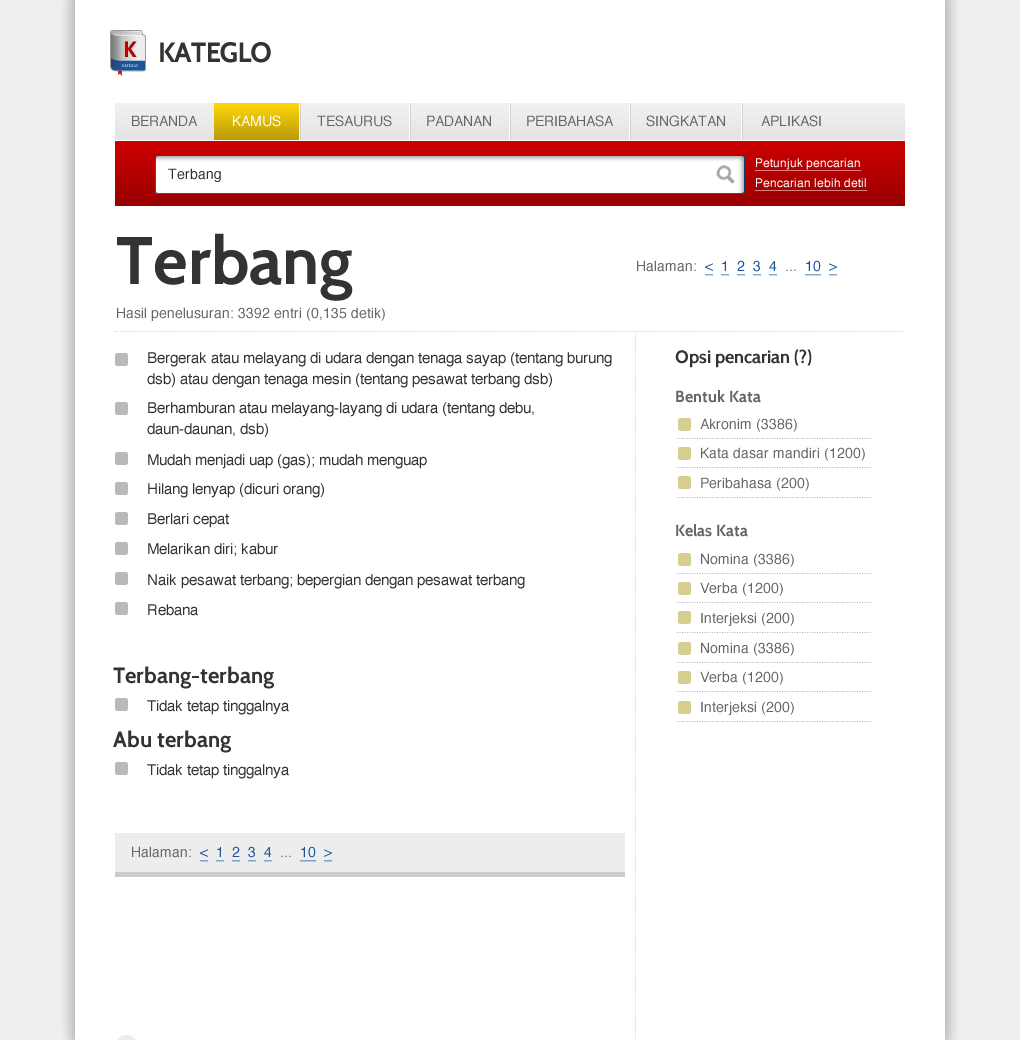 K
KATEGLO
KATEGLO
BERANDA KAMUS TESAURUS PADANAN PERIBAHASA SINGKATAN APLIKASI
Terbang
Petunjuk pencarian
Pencarian lebih detil
Terbang
Halaman: < 1 2 3 4 ... 10 >
Hasil penelusuran: 3392 entri (0,135 detik)
Bergerak atau melayang di udara dengan tenaga sayap (tentang burung
dsb) atau dengan tenaga mesin (tentang pesawat terbang dsb)
Berhamburan atau melayang-layang di udara (tentang debu,
daun-daunan, dsb)
Mudah menjadi uap (gas); mudah menguap
Hilang lenyap (dicuri orang)
Berlari cepat
Melarikan diri; kabur
Naik pesawat terbang; bepergian dengan pesawat terbang
Rebana
Terbang-terbang
Tidak tetap tinggalnya
Abu terbang
Tidak tetap tinggalnya
Halaman: < 1 2 3 4 ... 10 >
Opsi pencarian (?)
Bentuk Kata
Akronim (3386)
Kata dasar mandiri (1200)
Peribahasa (200)
Kelas Kata
Nomina (3386)
Verba (1200)
Interjeksi (200)
Nomina (3386)
Verba (1200)
Interjeksi (200)